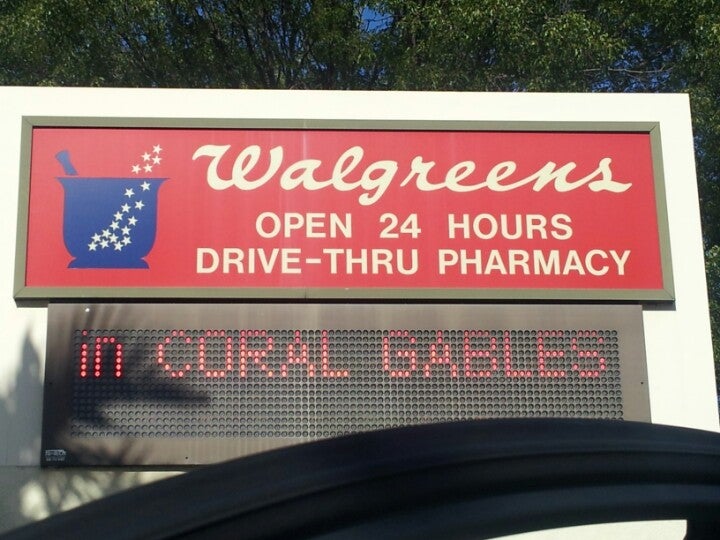 Walgreens
OPEN 24 HOURS
DRIVE-THRU PHARMACY
in CORAL GABLES